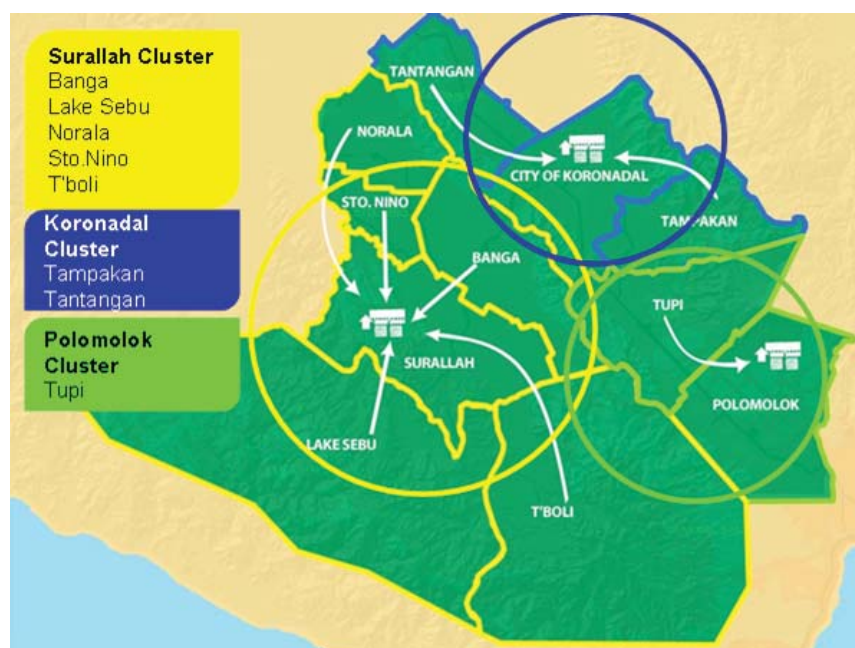 Surallah Cluster
Banga
Lake Sebu
Norala
Sto.Nino
T'boli
Koronadal
Cluster
Tampakan
Tantangan
Polomolok
Cluster
Tupi
TANTANGAN
NORALA
CITY OF KORONADAL
STO. NINO
TAMPAKAN
BANGA
TUPI
SURALLAH
POLOMOLOK
LAKE SEBU
T'BOLI